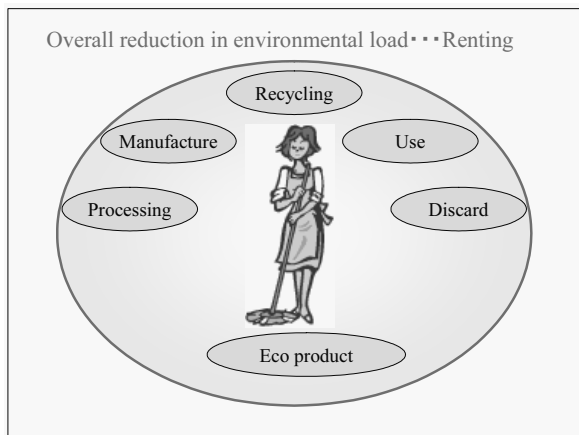 Overall reduction in environmental load・・・Renting
Recycling
Manufacture
Use
Processing
Discard
Eco product